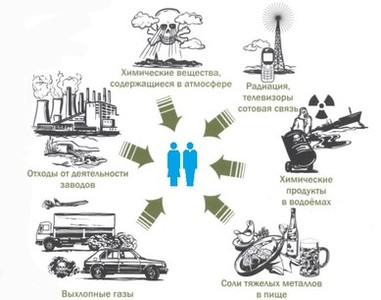 Химические вещества,
содержащиеся в атмосфере
Радиация,
телевизоры
сотовая связь
Отходы от деятельности
заводов
Химические
продукты
в водоёмах
Выхлопные газы
Соли тяжелых металлов
в пище